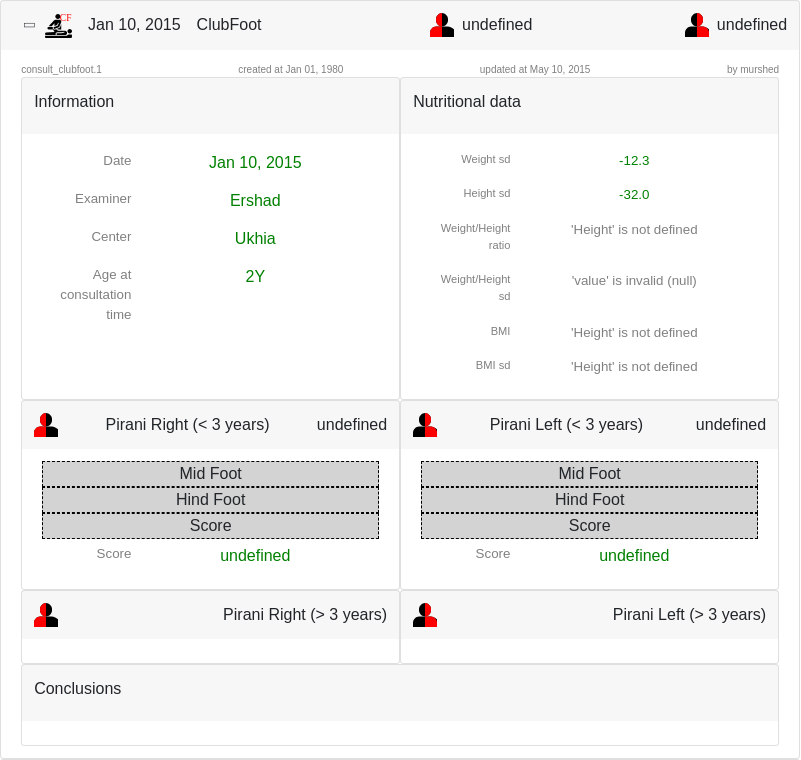 CF Jan 10, 2015 ClubFoot undefined undefined
consult_clubfoot.1 created at Jan 01, 1980 updated at May 10, 2015 by murshed
Information
Date Jan 10, 2015
Examiner Ershad
Center Ukhia
Age at 2Y
consultation
time
Nutritional data
Weight sd -12.3
Height sd -32.0
Weight/Height 'Height' is not defined
ratio
Weight/Height 'value' is invalid (null)
sd
BMI 'Height' is not defined
BMI sd 'Height' is not defined
Pirani Right (< 3 years) undefined
Mid Foot
Hind Foot
Score
Score undefined
Pirani Left (< 3 years) undefined
Mid Foot
Hind Foot
Score
Score undefined
Pirani Right (> 3 years)
Pirani Left (> 3 years)
Conclusions